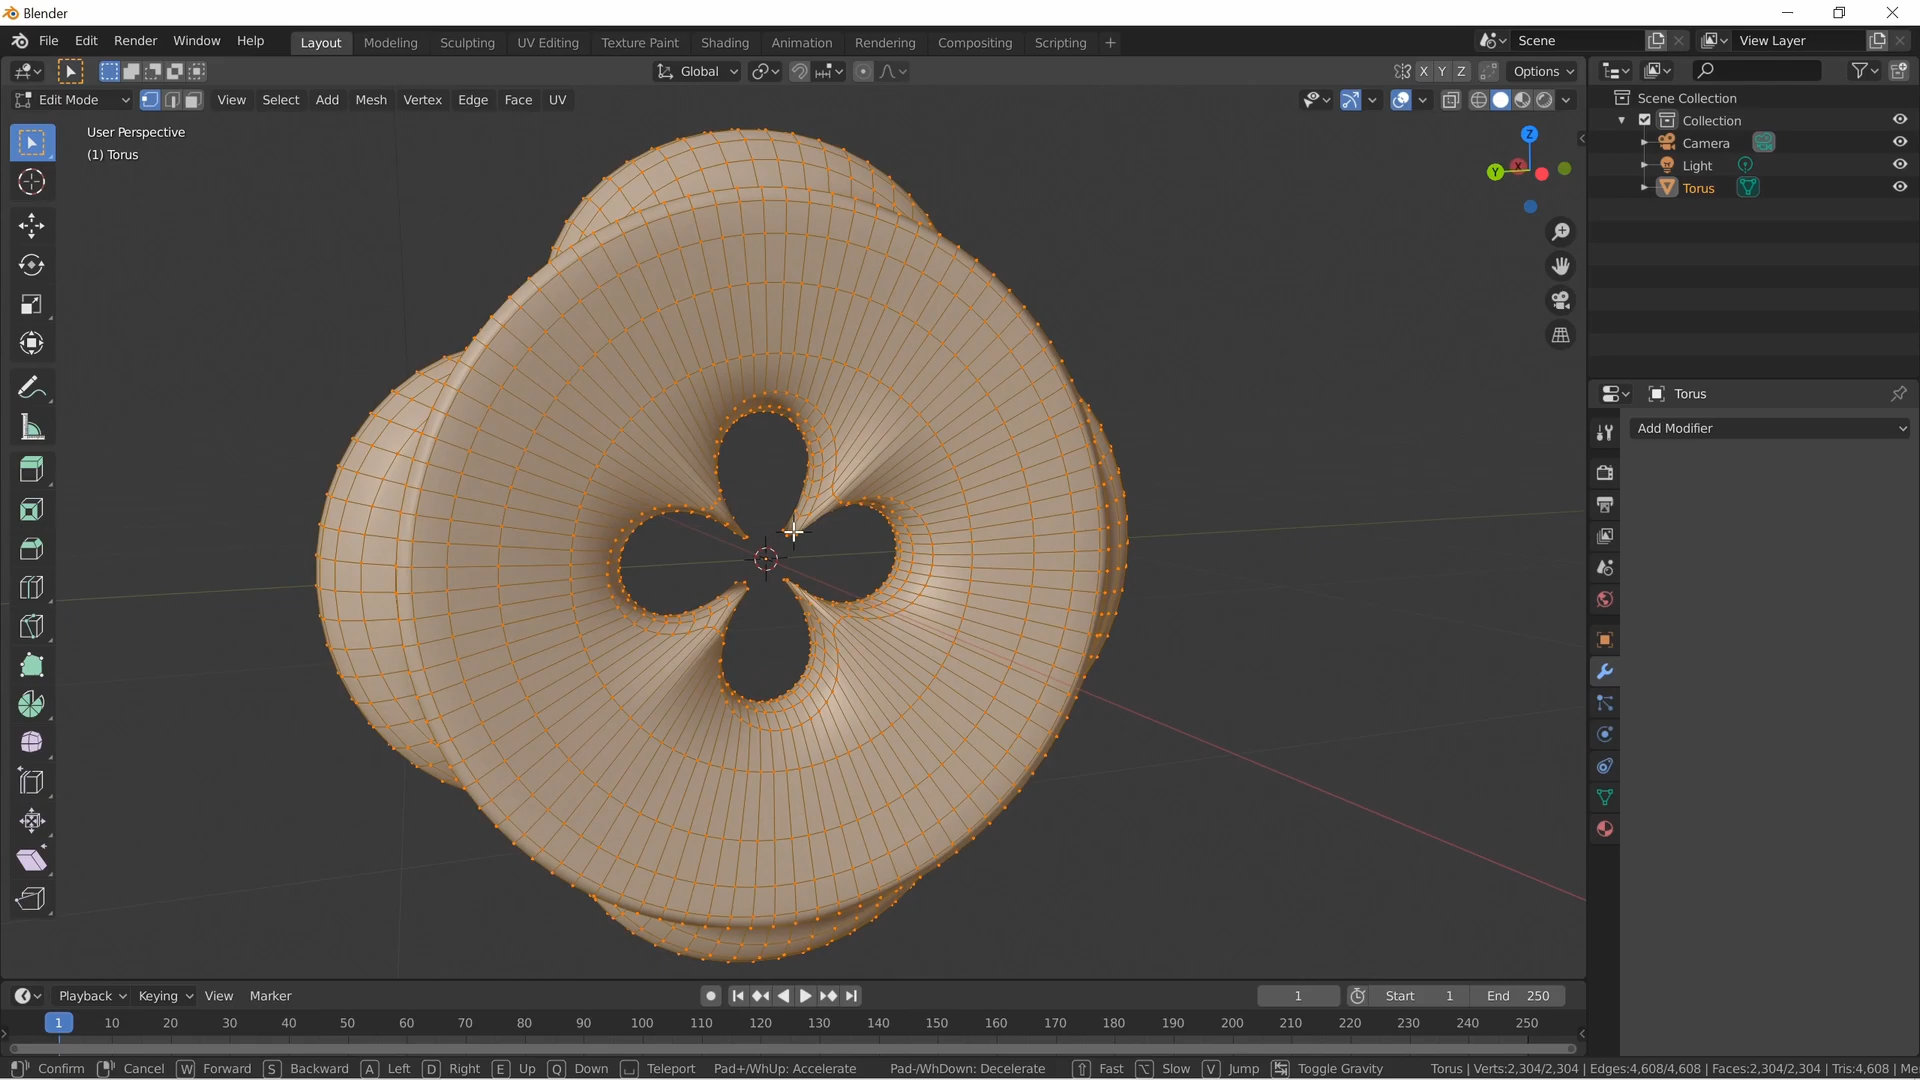 Blender
File Edit Render Window Help Layout Modeling Sculpting UV Editing Texture Paint Shading Animation Rendering Compositing Scripting + Scene View Layer
Global X Y Z Options
Edit Mode View Select Add Mesh Vertex Edge Face UV
User Perspective
(1) Torus
Z
Y X
Scene Collection
Collection
Camera
Light
Torus
Torus
Add Modifier
Playback Keying View Marker 1 Start 1 End 250
1 10 20 30 40 50 60 70 80 90 100 110 120 130 140 150 160 170 180 190 200 210 220 230 240 250
Confirm Cancel W Forward S Backward A Left D Right E Up Q Down Teleport Pad+/WhUp: Accelerate Pad-/WhDown: Decelerate Fast Slow V Jump Toggle Gravity Torus | Verts:2,304/2,304 | Edges:4,608/4,608 | Faces:2,304/2,304 | Tris:4,608 | Me